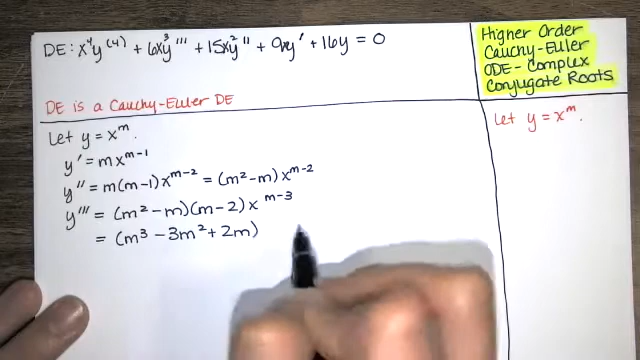 DE: x⁴y⁽⁴⁾ + 6x³y''' + 15x²y'' + 9xy' + 16y = 0
Higher Order
Cauchy-Euler
ODE - Complex
Conjugate Roots
DE is a Cauchy-Euler DE
Let y = xᵐ.
y' = mxᵐ⁻¹
y'' = m(m-1)xᵐ⁻² = (m²-m)xᵐ⁻²
y''' = (m²-m)(m-2)xᵐ⁻³
= (m³ - 3m² + 2m)
Let y = xᵐ.